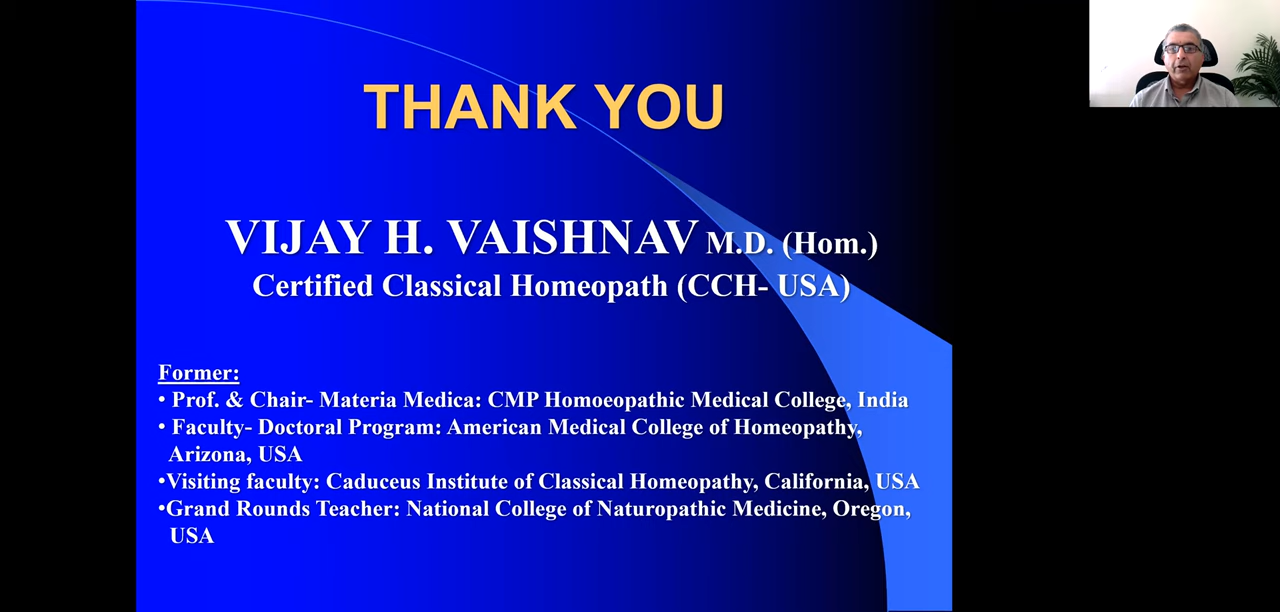 THANK YOU
VIJAY H. VAISHNAV M.D. (Hom.)
Certified Classical Homeopath (CCH- USA)
Former:
• Prof. & Chair- Materia Medica: CMP Homoeopathic Medical College, India
• Faculty- Doctoral Program: American Medical College of Homeopathy,
Arizona, USA
•Visiting faculty: Caduceus Institute of Classical Homeopathy, California, USA
•Grand Rounds Teacher: National College of Naturopathic Medicine, Oregon,
USA